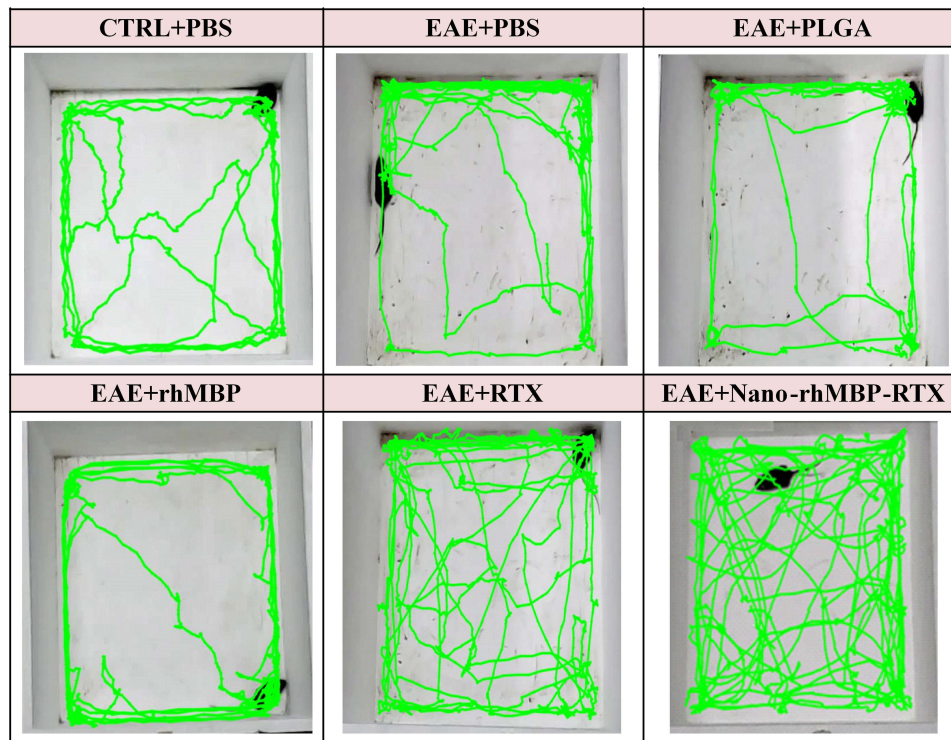 CTRL+PBS
EAE+PBS
EAE+PLGA
EAE+rhMBP
EAE+RTX
EAE+Nano-rhMBP-RTX